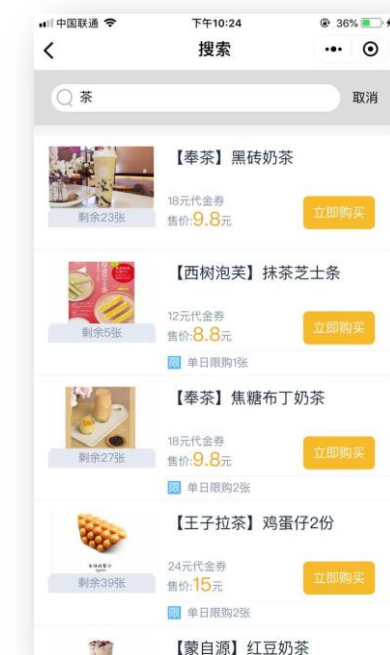 中国联通 下午10:24 36%
搜索
茶 取消
【奉茶】黑砖奶茶
18元代金券
剩余23张 售价:9.8元 立即购买
【西树泡芙】抹茶芝士条
12元代金券
剩余5张 售价:8.8元 立即购买
限 单日限购1张
【奉茶】焦糖布丁奶茶
18元代金券
剩余27张 售价:9.8元 立即购买
限 单日限购2张
【王子拉茶】鸡蛋仔2份
24元代金券
剩余39张 售价:15元 立即购买
限 单日限购2张
【蒙自源】红豆奶茶